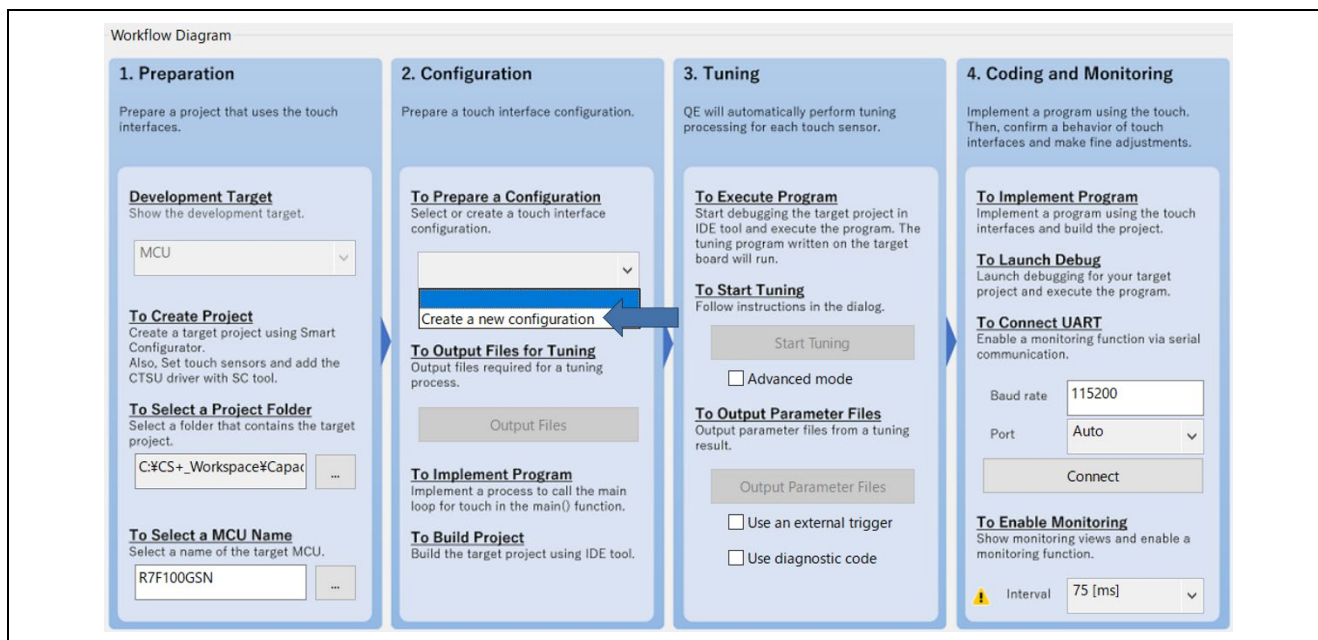 Workflow Diagram
1. Preparation
Prepare a project that uses the touch
interfaces.
Development Target
Show the development target.
MCU
To Create Project
Create a target project using Smart
Configurator.
Also, Set touch sensors and add the
CTSU driver with SC tool.
To Select a Project Folder
Select a folder that contains the target
project.
C:¥CS+_Workspace¥Capac
...
To Select a MCU Name
Select a name of the target MCU.
R7F100GSN
...
2. Configuration
Prepare a touch interface configuration.
To Prepare a Configuration
Select or create a touch interface
configuration.
Create a new configuration
To Output Files for Tuning
Output files required for a tuning
process.
Output Files
To Implement Program
Implement a process to call the main
loop for touch in the main() function.
To Build Project
Build the target project using IDE tool.
3. Tuning
QE will automatically perform tuning
processing for each touch sensor.
To Execute Program
Start debugging the target project in
IDE tool and execute the program. The
tuning program written on the target
board will run.
To Start Tuning
Follow instructions in the dialog.
Start Tuning
Advanced mode
To Output Parameter Files
Output parameter files from a tuning
result.
Output Parameter Files
Use an external trigger
Use diagnostic code
4. Coding and Monitoring
Implement a program using the touch.
Then, confirm a behavior of touch
interfaces and make fine adjustments.
To Implement Program
Implement a program using the touch
interfaces and build the project.
To Launch Debug
Launch debugging for your target
project and execute the program.
To Connect UART
Enable a monitoring function via serial
communication.
Baud rate 115200
Port Auto
Connect
To Enable Monitoring
Show monitoring views and enable a
monitoring function.
Interval 75 [ms]